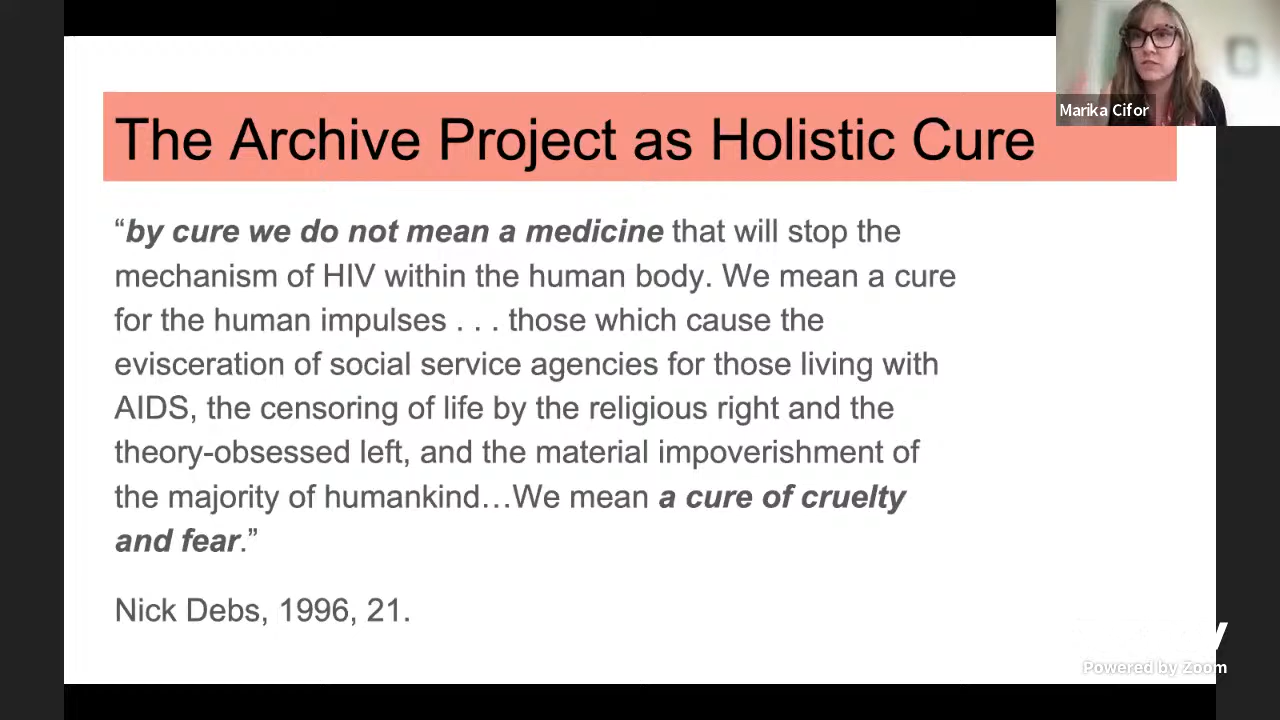 Marika Cifor
The Archive Project as Holistic Cure
“by cure we do not mean a medicine that will stop the
mechanism of HIV within the human body. We mean a cure
for the human impulses . . . those which cause the
evisceration of social service agencies for those living with
AIDS, the censoring of life by the religious right and the
theory-obsessed left, and the material impoverishment of
the majority of humankind…We mean a cure of cruelty
and fear.”
Nick Debs, 1996, 21.
Powered by Zoom